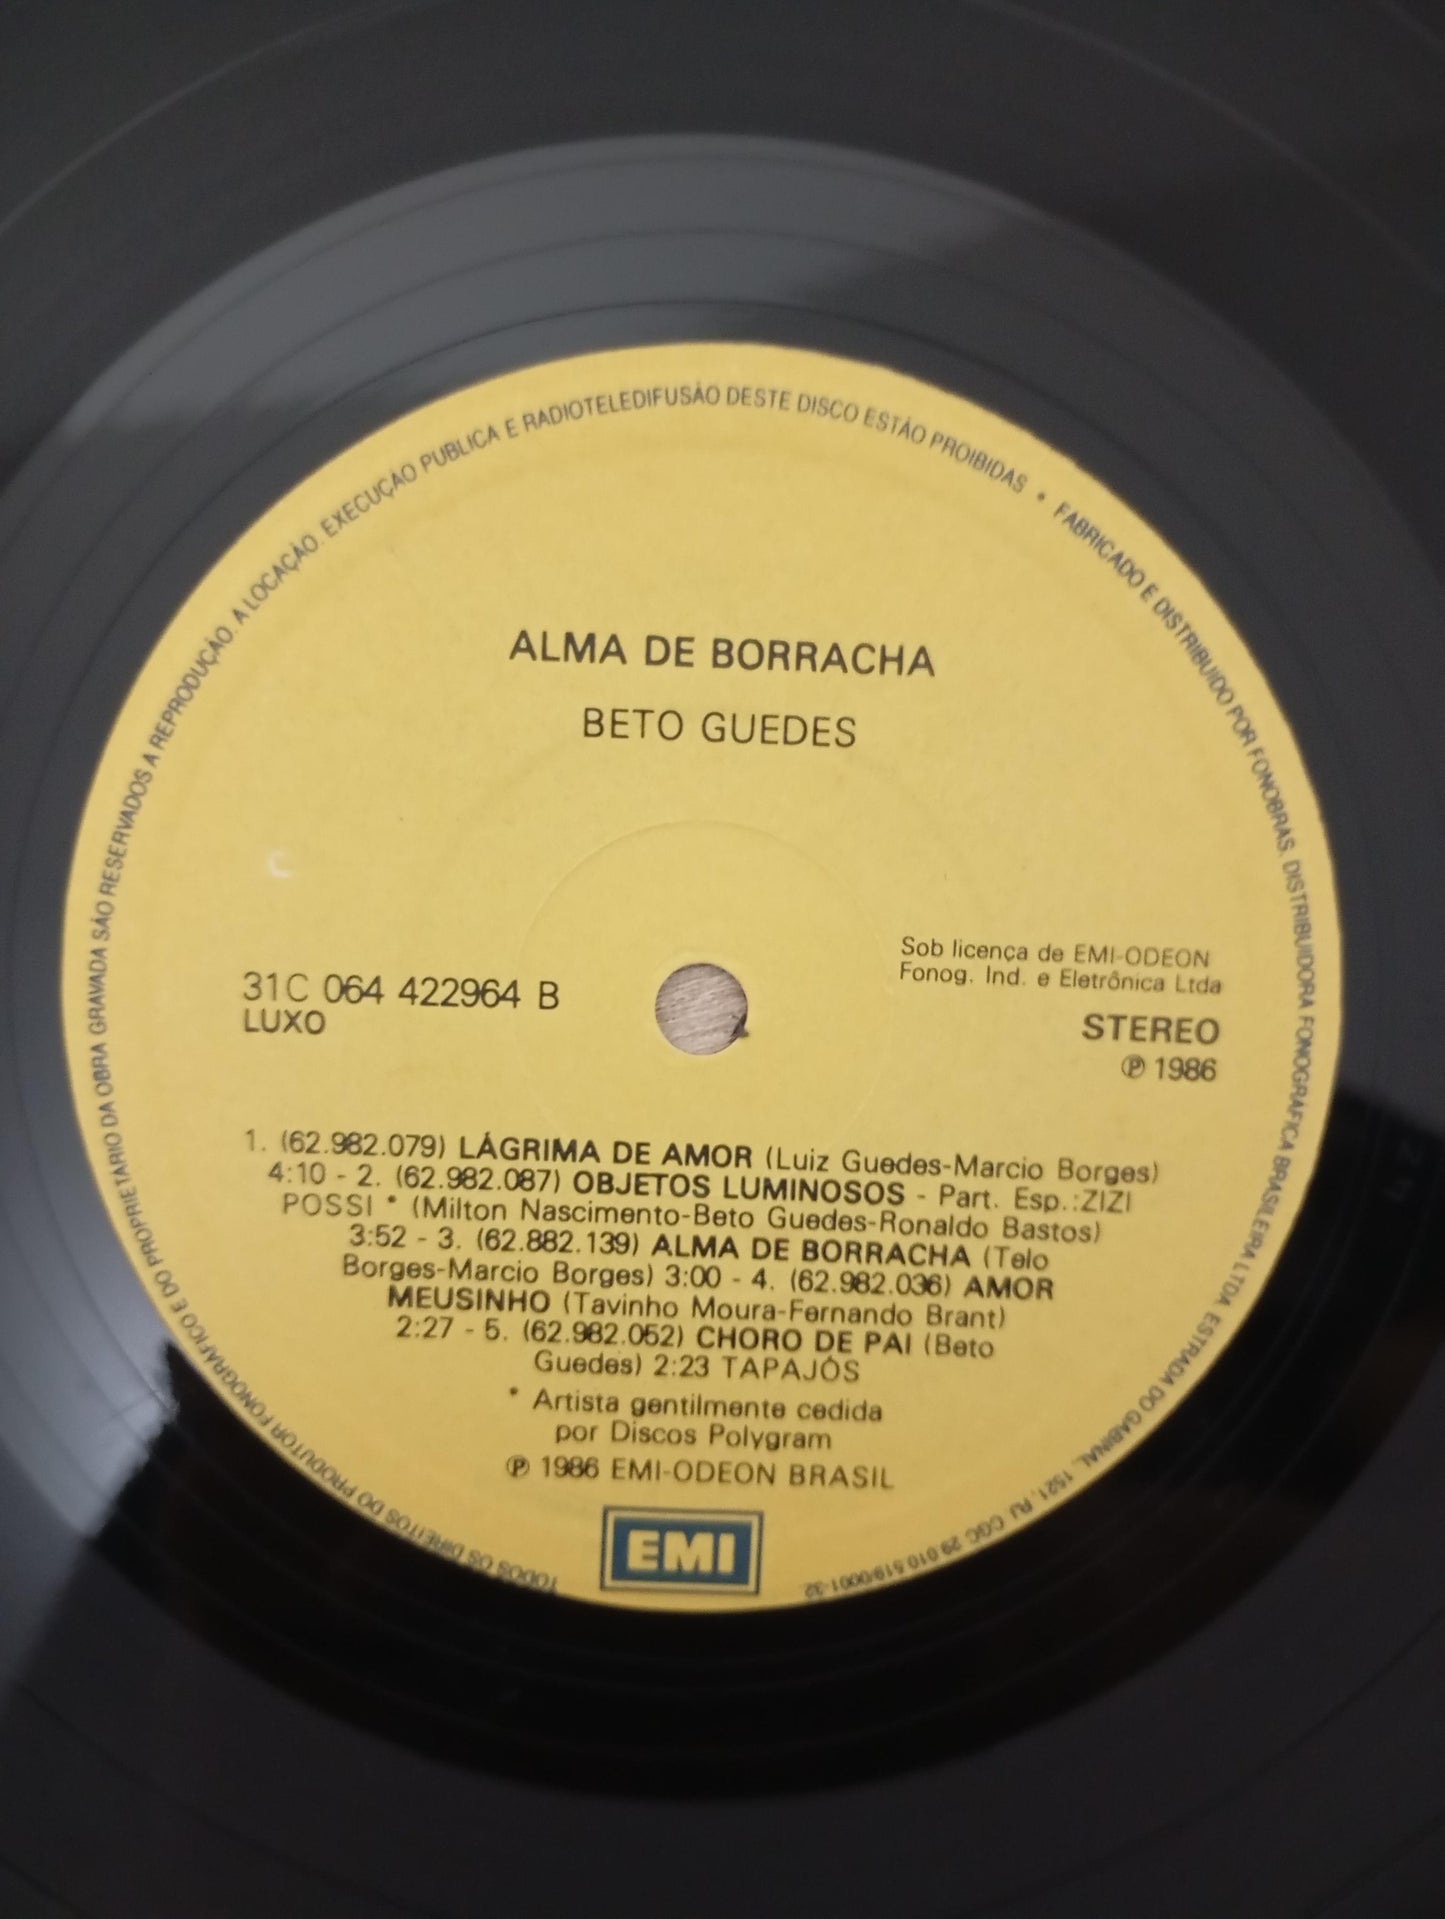 TODOS OS DIREITOS DO PRODUTOR FONOGRÁFICO E DO PROPRIETÁRIO DA OBRA GRAVADA SÃO RESERVADOS A REPRODUÇÃO. A LOCAÇÃO. EXECUÇÃO PUBLICA E RADIOTELEDIFUSÃO DESTE DISCO ESTÃO PROIBIDAS • FABRICADO E DISTRIBUIDO POR FONOBRAS. DISTRIBUIDORA FONOGRÁFICA BRASILEIRA LTDA. ESTRADA DO GABINAL, 1521. RJ. CGC 29.010.519/0001-32.
ALMA DE BORRACHA
BETO GUEDES
Sob licença de EMI-ODEON
Fonog. Ind. e Eletrônica Ltda
31C 064 422964 B
LUXO
STEREO
℗ 1986
1. (62.982.079) LÁGRIMA DE AMOR (Luiz Guedes-Marcio Borges)
4:10 - 2. (62.982.087) OBJETOS LUMINOSOS - Part. Esp.:ZIZI
POSSI * (Milton Nascimento-Beto Guedes-Ronaldo Bastos)
3:52 - 3. (62.882.139) ALMA DE BORRACHA (Telo
Borges-Marcio Borges) 3:00 - 4. (62.982.036) AMOR
MEUSINHO (Tavinho Moura-Fernando Brant)
2:27 - 5. (62.982.052) CHORO DE PAI (Beto
Guedes) 2:23 TAPAJÓS
* Artista gentilmente cedida
por Discos Polygram
℗ 1986 EMI-ODEON BRASIL
EMI